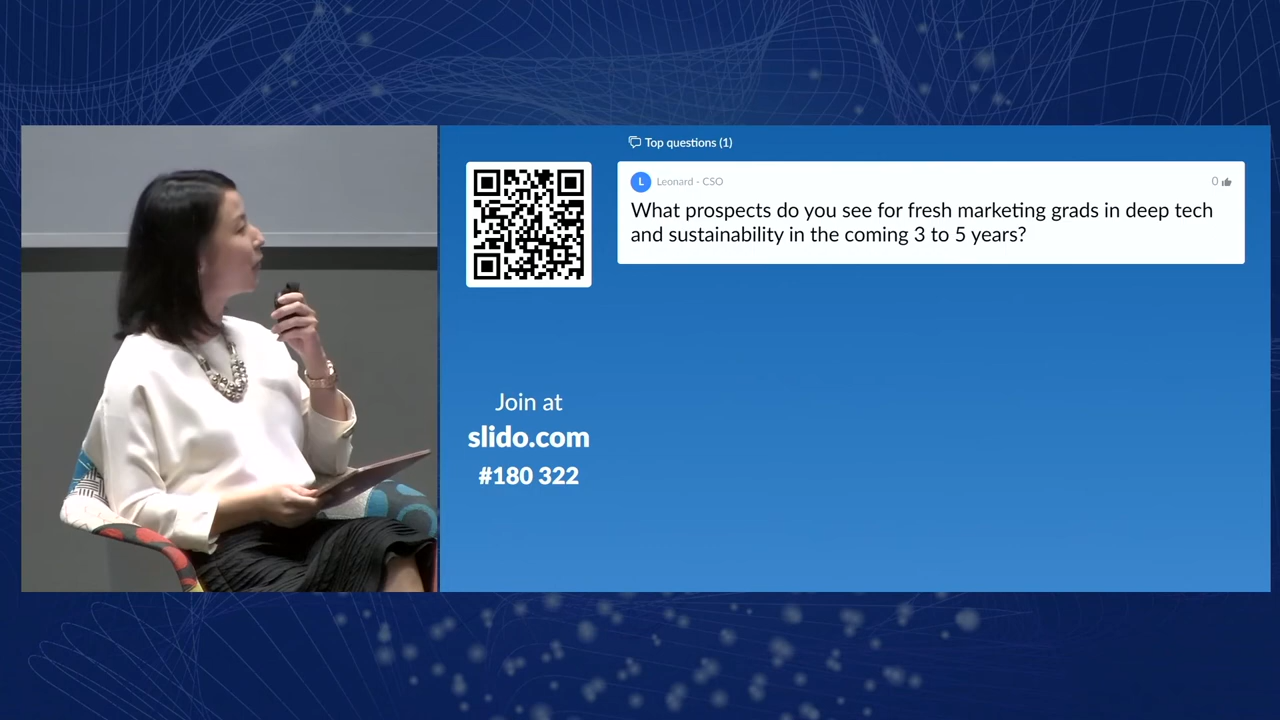 Top questions (1)
L
Leonard - CSO
0
What prospects do you see for fresh marketing grads in deep tech
and sustainability in the coming 3 to 5 years?
Join at
slido.com
#180 322